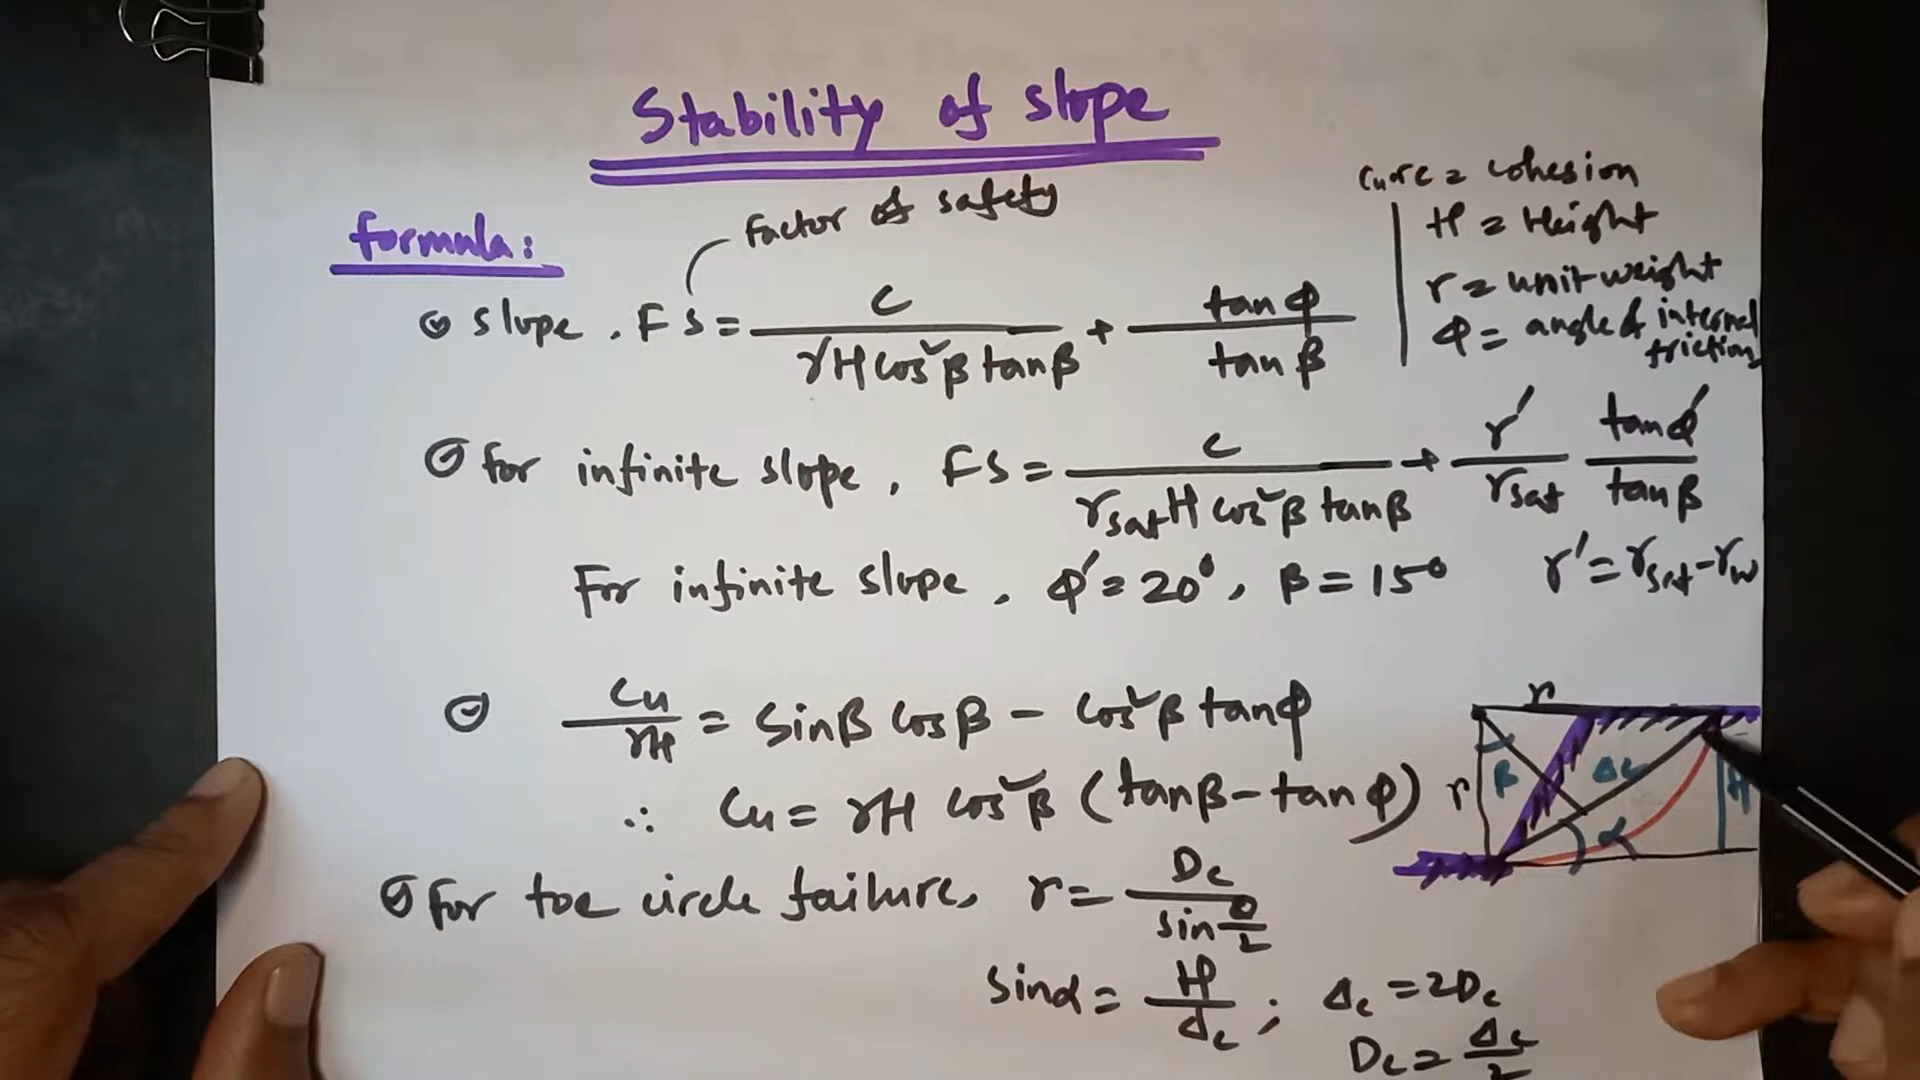 Stability of slope
Factor of safety
Cu or c = cohesion
H = Height
r = unit weight
φ = angle of internal friction
Formula:
slope, FS = c / γH cos²β tanβ + tanφ / tanβ
For infinite slope, FS = c / γsat H cos²β tanβ + γ' / γsat tanφ' / tanβ
For infinite slope, φ' = 20°, β = 15°
γ' = γsat - γw
Cu / γH = sinβ cosβ - cos²β tanφ
∴ Cu = γH cos²β (tanβ - tanφ)
r
r
β
Δc
H
α
For toe circle failure, r = Dc / sin θ/2
sinα = H / Δc ; Δc = 2Dc
Dc = Δc / 2